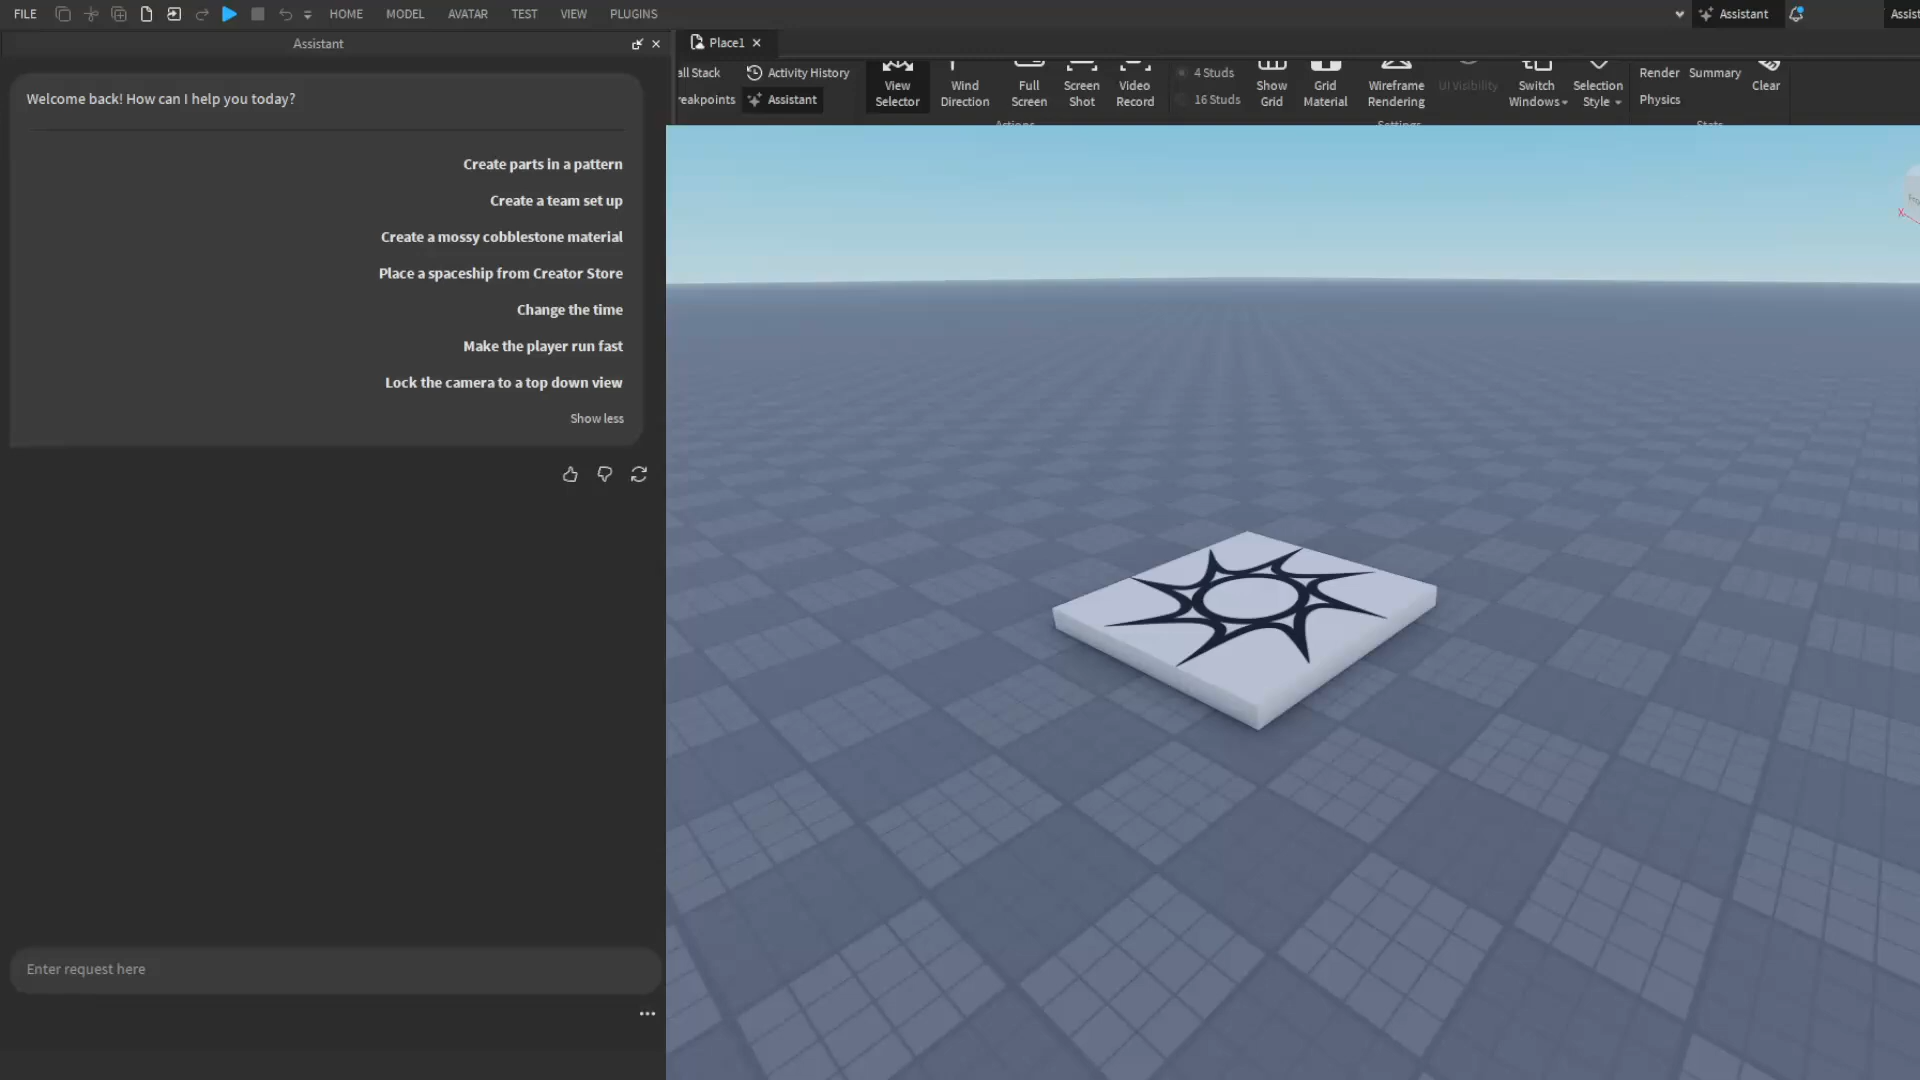 FILE HOME MODEL AVATAR TEST VIEW PLUGINS Assistant
Assistant
Place1
Welcome back! How can I help you today?
Create parts in a pattern
Create a team set up
Create a mossy cobblestone material
Place a spaceship from Creator Store
Change the time
Make the player run fast
Lock the camera to a top down view
Show less
Enter request here
Activity History
Assistant
View
Selector
Wind
Direction
Full
Screen
Screen
Shot
Video
Record
Actions
4 Studs
16 Studs
Show
Grid
Grid
Material
Wireframe
Rendering
UI Visibility
Switch
Windows
Selection
Style
Settings
Render Summary
Physics
Clear
Stats
X